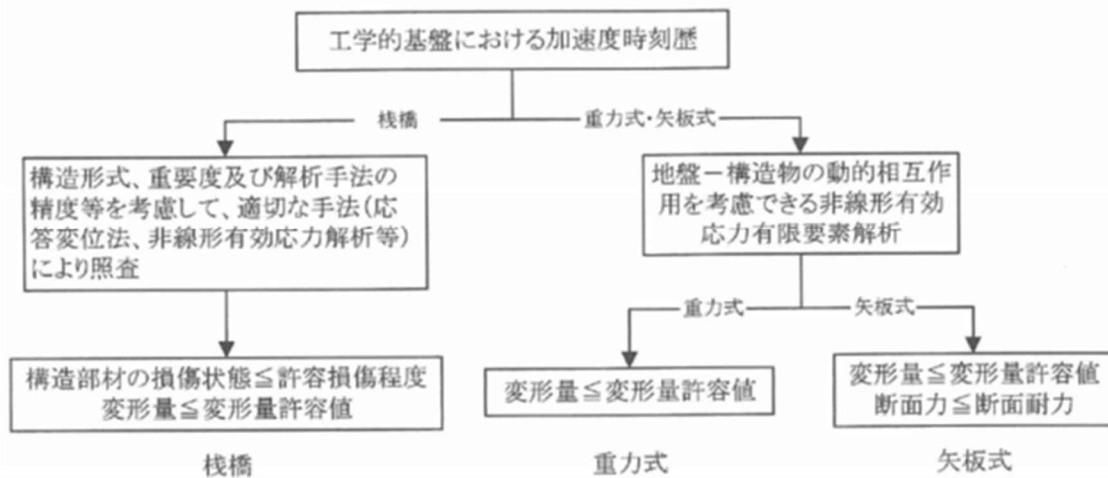 工学的基盤における加速度時刻歴
桟橋
重力式・矢板式
構造形式、重要度及び解析手法の
精度等を考慮して、適切な手法(応
答変位法、非線形有効応力解析等)
により照査
地盤－構造物の動的相互作
用を考慮できる非線形有効
応力有限要素解析
重力式
矢板式
構造部材の損傷状態≦許容損傷程度
変形量≦変形量許容値
変形量≦変形量許容値
変形量≦変形量許容値
断面力≦断面耐力
桟橋
重力式
矢板式